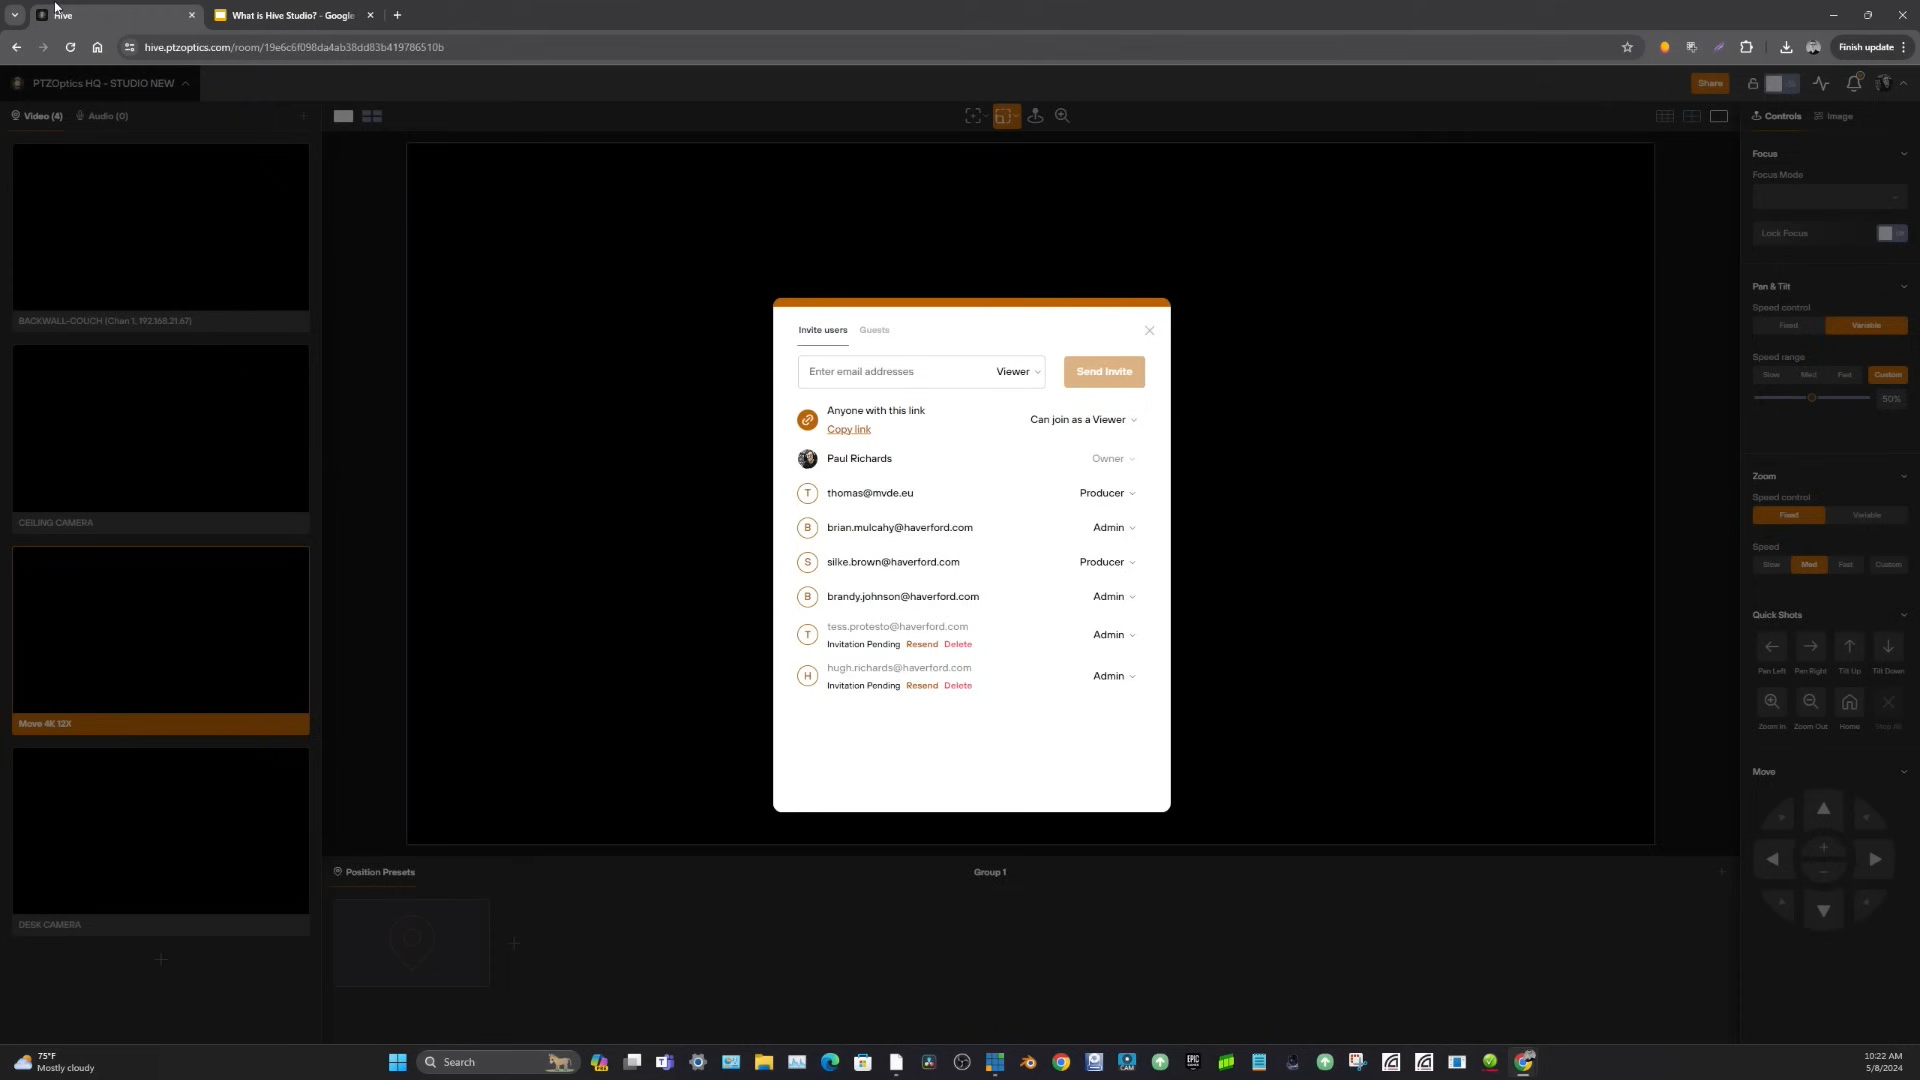 Hive
What is Hive Studio? - Google
hive.ptzoptics.com/room/19e6c6f098da4ab38dd83b419786510b
Finish update
PTZOptics HQ - STUDIO NEW
Share
Video (4)
Audio (0)
Controls
Image
BACKWALL-COUCH (Chan 1, 192.168.21.67)
CEILING CAMERA
Move 4K 12X
DESK CAMERA
Invite users
Guests
Enter email addresses
Viewer
Send Invite
Anyone with this link
Copy link
Can join as a Viewer
Paul Richards
Owner
thomas@mvde.eu
Producer
brian.mulcahy@haverford.com
Admin
silke.brown@haverford.com
Producer
brandy.johnson@haverford.com
Admin
tess.protesto@haverford.com
Invitation Pending Resend Delete
Admin
hugh.richards@haverford.com
Invitation Pending Resend Delete
Admin
T
B
S
B
T
H
Position Presets
Group 1
Focus
Focus Mode
Lock Focus
Pan & Tilt
Speed control
Fixed
Variable
Speed range
Slow
Med
Fast
Custom
50%
Zoom
Speed control
Fixed
Variable
Speed
Slow
Med
Fast
Custom
Quick Shots
Pan Left
Pan Right
Tilt Up
Tilt Down
Zoom In
Zoom Out
Home
Stop All
Move
75°F
Mostly cloudy
Search
10:22 AM
5/8/2024